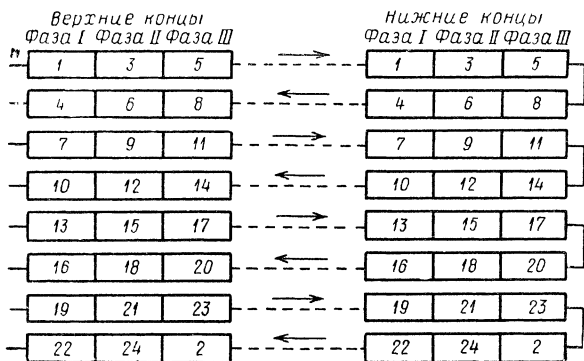 Верхние концы Нижние концы
Фаза I Фаза II Фаза III Фаза I Фаза II Фаза III
1 3 5 1 3 5
4 6 8 4 6 8
7 9 11 7 9 11
10 12 14 10 12 14
13 15 17 13 15 17
16 18 20 16 18 20
19 21 23 19 21 23
22 24 2 22 24 2